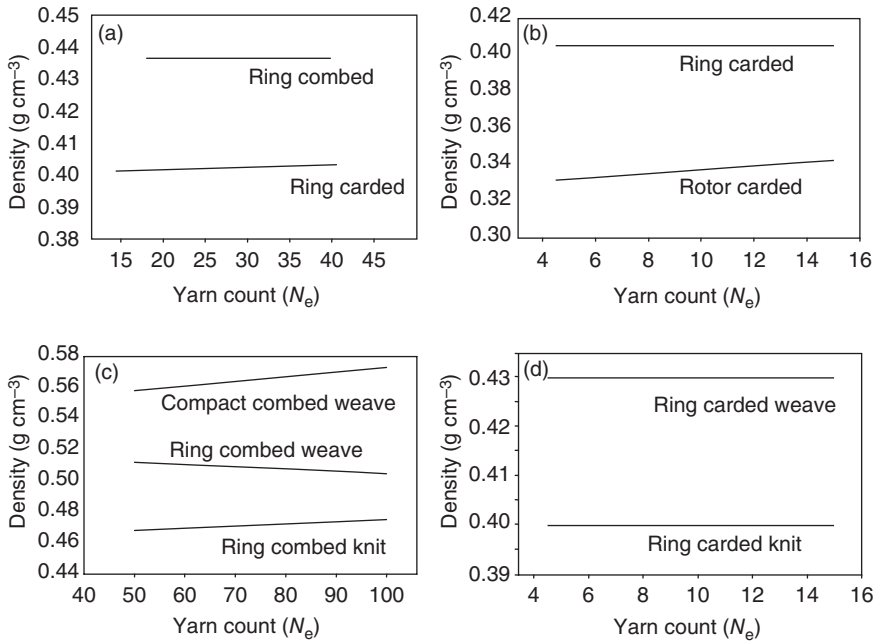 (a)
0.45
0.44
0.43
0.42
0.41
0.40
0.39
0.38
Density (g cm⁻³)
Ring combed
Ring carded
15 20 25 30 35 40 45
Yarn count (Nₑ)
(b)
0.42
0.40
0.38
0.36
0.34
0.32
0.30
Density (g cm⁻³)
Ring carded
Rotor carded
4 6 8 10 12 14 16
Yarn count (Nₑ)
(c)
0.58
0.56
0.54
0.52
0.50
0.48
0.46
0.44
Density (g cm⁻³)
Compact combed weave
Ring combed weave
Ring combed knit
40 50 60 70 80 90 100
Yarn count (Nₑ)
(d)
0.43
0.42
0.41
0.40
0.39
Density (g cm⁻³)
Ring carded weave
Ring carded knit
4 6 8 10 12 14 16
Yarn count (Nₑ)